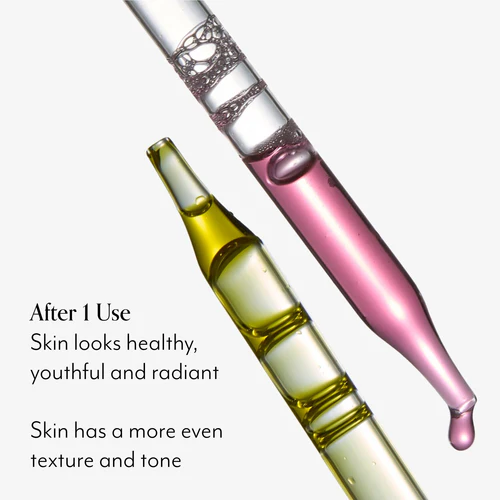 After 1 Use
Skin looks healthy,
youthful and radiant
Skin has a more even
texture and tone